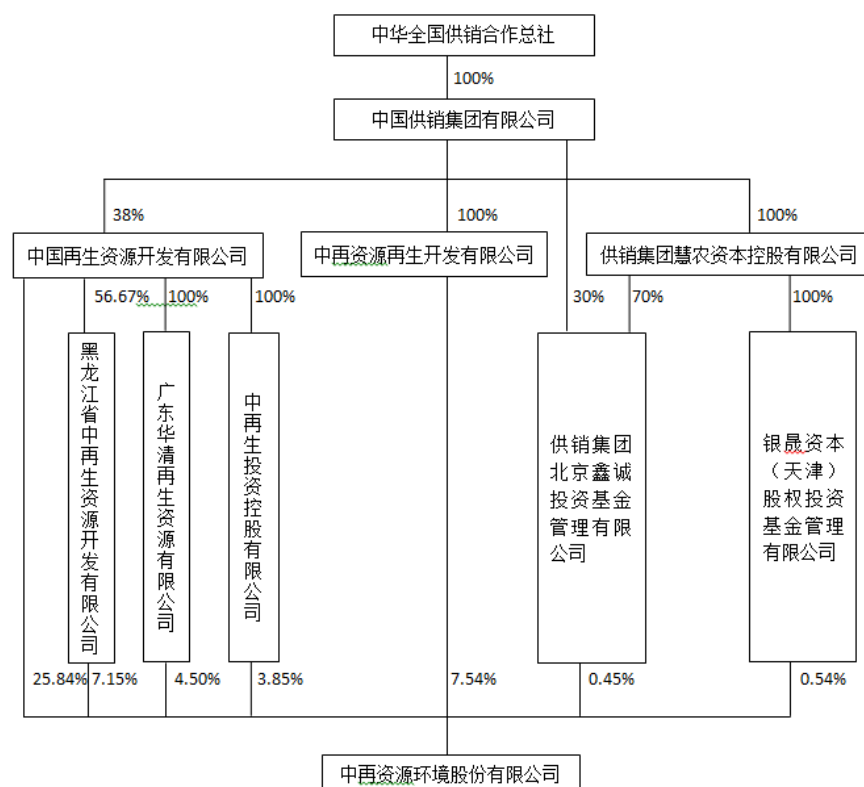 中华全国供销合作总社
100%
中国供销集团有限公司
38%
100%
100%
中国再生资源开发有限公司
中再资源再生开发有限公司
供销集团慧农资本控股有限公司
56.67%
100%
100%
30%
70%
100%
黑龙江省中再生资源开发有限公司
广东华清再生资源有限公司
中再生投资控股有限公司
供销集团
北京鑫诚
投资基金
管理有限
公司
银晟资本
（天津）
股权投资
基金管理
有限公司
25.84%
7.15%
4.50%
3.85%
7.54%
0.45%
0.54%
中再资源环境股份有限公司